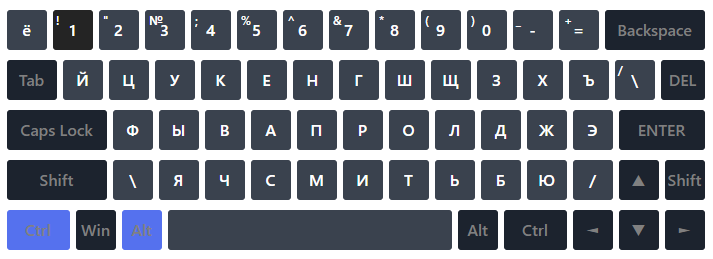 ё ! 1 " 2 № 3 ; 4 % 5 ^ 6 & 7 * 8 ( 9 ) 0 _ - + = Backspace
Tab Й Ц У К Е Н Г Ш Щ З Х Ъ / \ DEL
Caps Lock Ф Ы В А П Р О Л Д Ж Э ENTER
Shift \ Я Ч С М И Т Ь Б Ю / ▲ Shift
Ctrl Win Alt Alt Ctrl ◄ ▼ ►